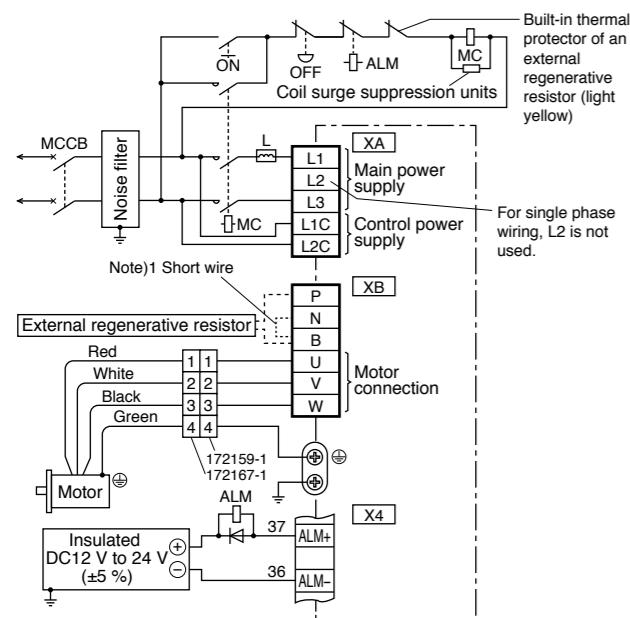 Built-in thermal
protector of an
external
regenerative
resistor (light
yellow)
ON
OFF
ALM
MC
Coil surge suppression units
MCCB
Noise filter
L
MC
XA
L1
L2
L3
L1C
L2C
Main power
supply
Control power
supply
For single phase
wiring, L2 is not
used.
Note)1 Short wire
XB
External regenerative resistor
P
N
B
U
V
W
Motor
connection
Red
White
Black
Green
1 1
2 2
3 3
4 4
172159-1
172167-1
Motor
ALM
X4
Insulated
DC12 V to 24 V
(±5 %)
+
−
37
36
ALM+
ALM−